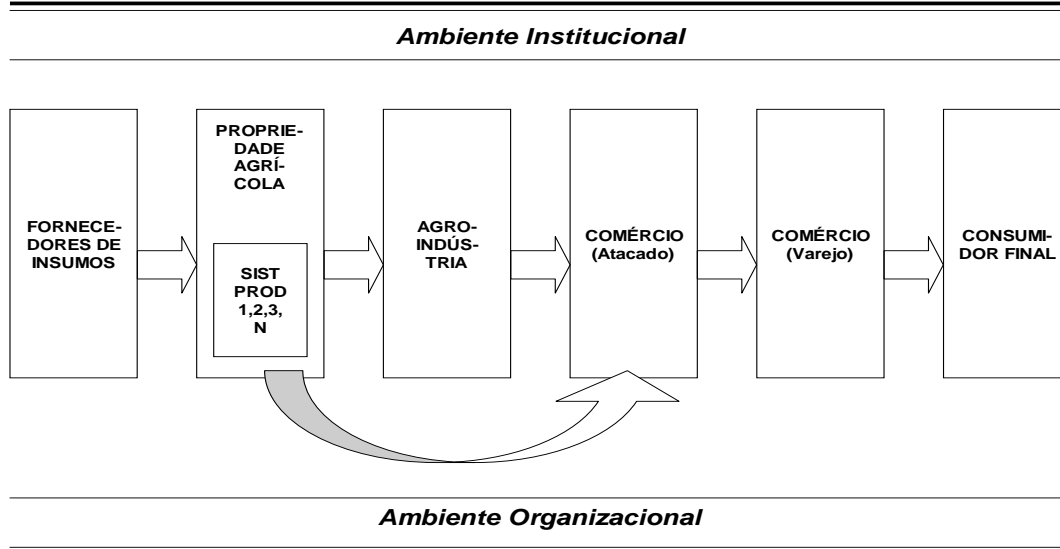 Ambiente Institucional
FORNECE-
DORES DE
INSUMOS
PROPRIE-
DADE
AGRÍ-
COLA
SIST
PROD
1,2,3,
N
AGRO-
INDÚS-
TRIA
COMÉRCIO
(Atacado)
COMÉRCIO
(Varejo)
CONSUMI-
DOR FINAL
Ambiente Organizacional